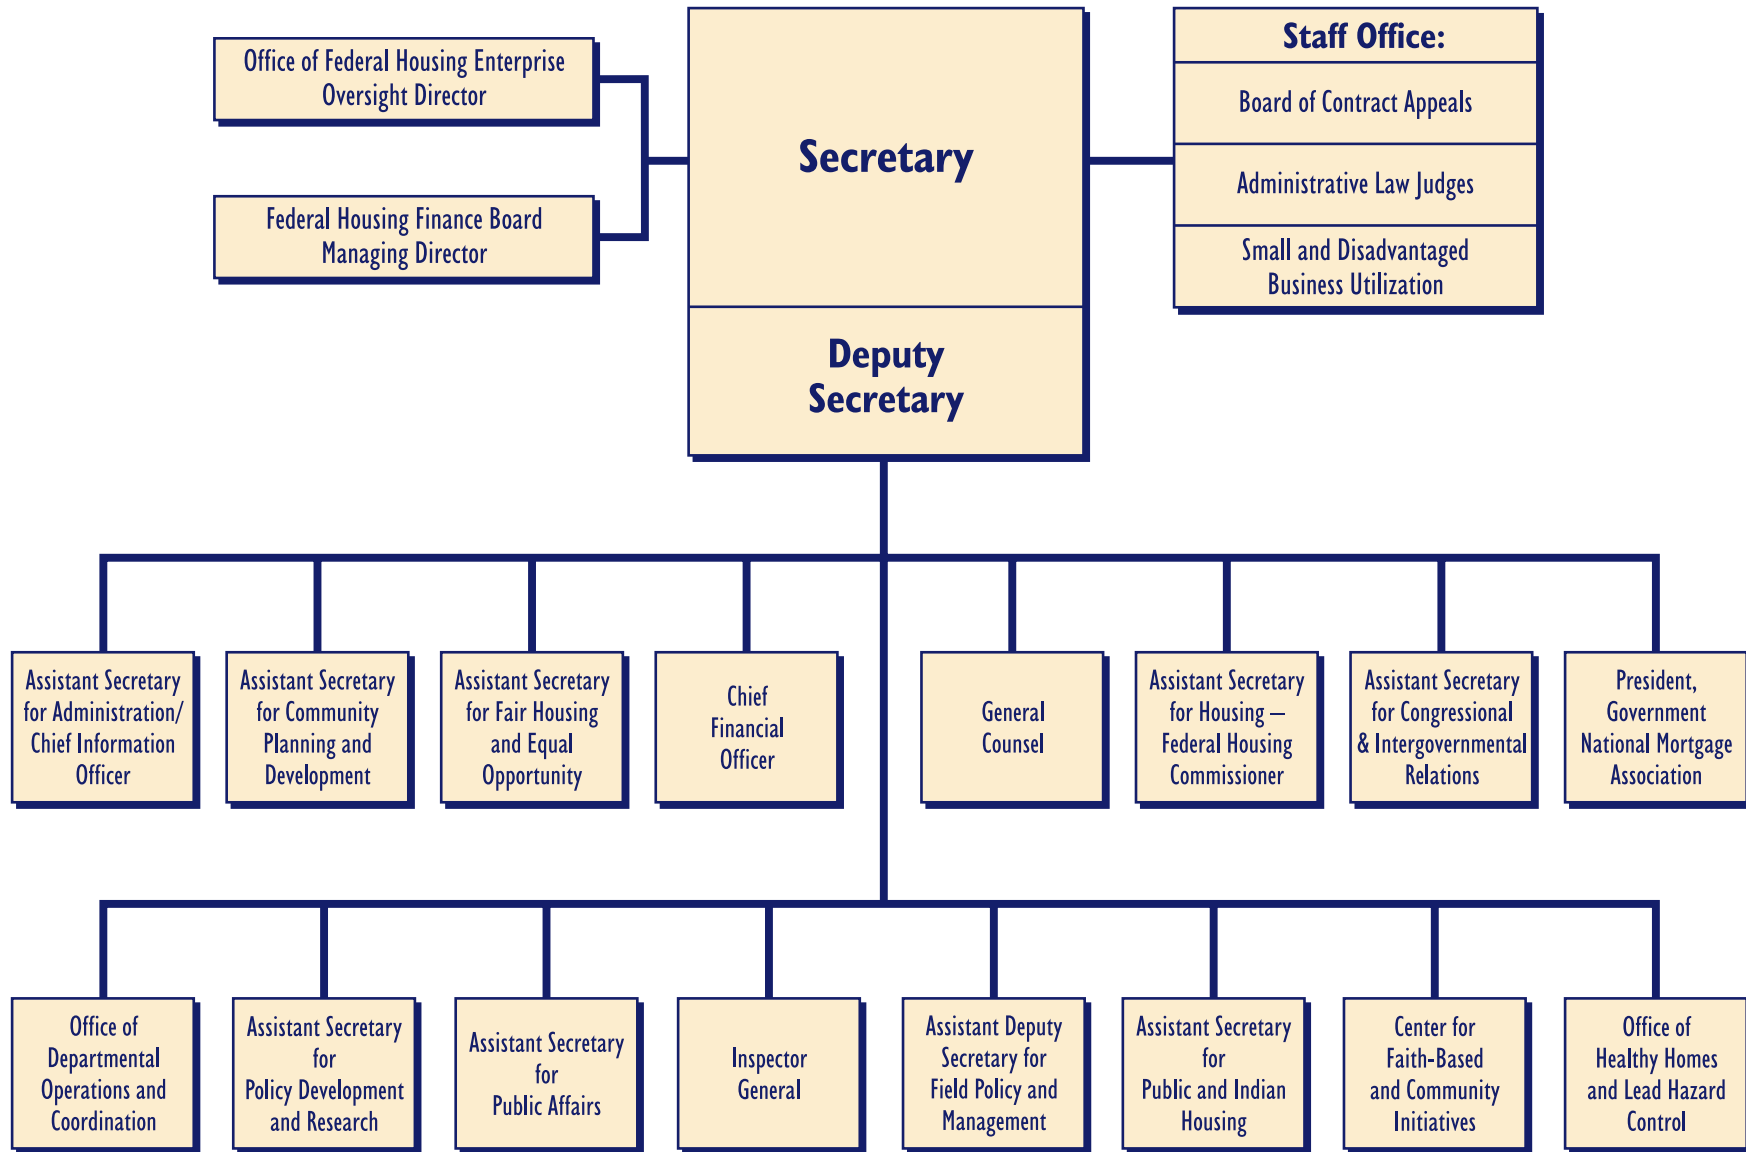 Office of Federal Housing Enterprise
Oversight Director
Federal Housing Finance Board
Managing Director
Secretary
Deputy
Secretary
Staff Office:
Board of Contract Appeals
Administrative Law Judges
Small and Disadvantaged
Business Utilization
Assistant Secretary
for Administration/
Chief Information
Officer
Assistant Secretary
for Community
Planning and
Development
Assistant Secretary
for Fair Housing
and Equal
Opportunity
Chief
Financial
Officer
General
Counsel
Assistant Secretary
for Housing —
Federal Housing
Commissioner
Assistant Secretary
for Congressional
& Intergovernmental
Relations
President,
Government
National Mortgage
Association
Office of
Departmental
Operations and
Coordination
Assistant Secretary
for
Policy Development
and Research
Assistant Secretary
for
Public Affairs
Inspector
General
Assistant Deputy
Secretary for
Field Policy and
Management
Assistant Secretary
for
Public and Indian
Housing
Center for
Faith-Based
and Community
Initiatives
Office of
Healthy Homes
and Lead Hazard
Control